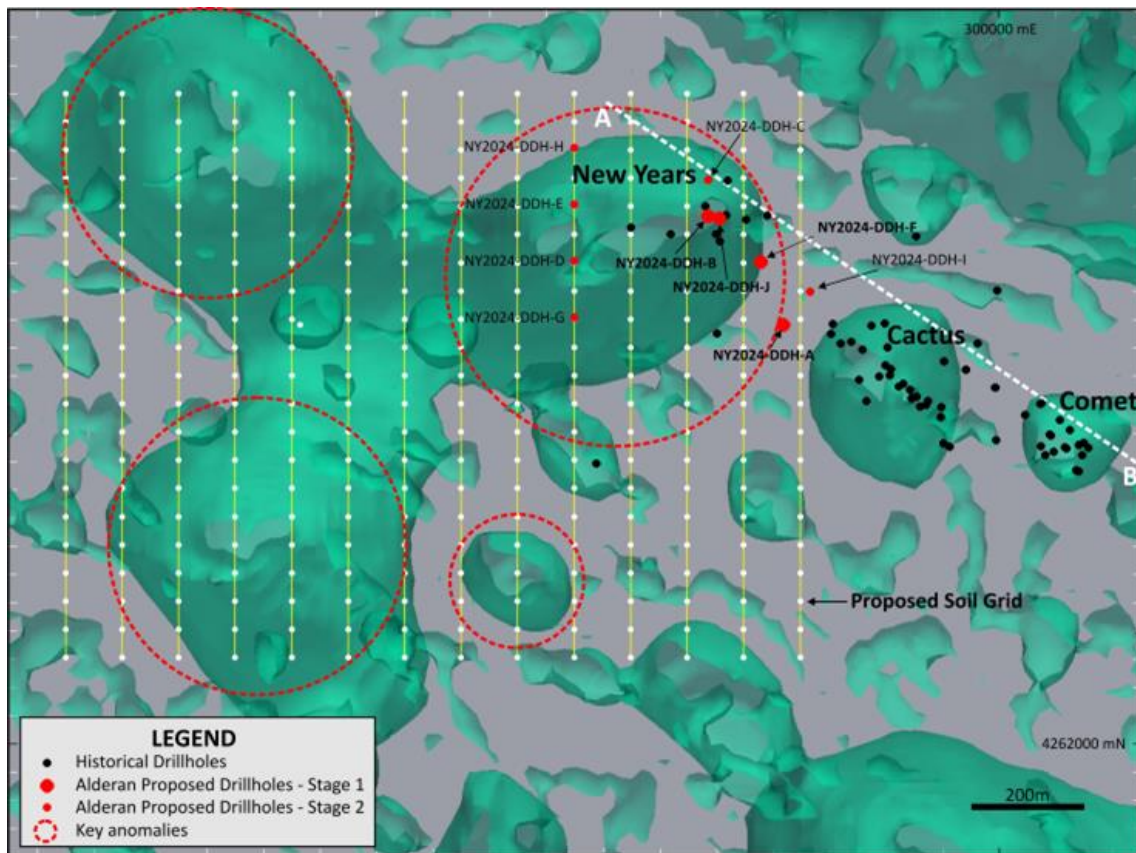 300000 mE
A
NY2024-DDH-C
NY2024-DDH-H
New Years
NY2024-DDH-E
NY2024-DDH-F
NY2024-DDH-D
NY2024-DDH-B
NY2024-DDH-I
NY2024-DDH-J
NY2024-DDH-G
Cactus
NY2024-DDH-A
Comet
B
Proposed Soil Grid
LEGEND
Historical Drillholes
Alderan Proposed Drillholes - Stage 1
Alderan Proposed Drillholes - Stage 2
Key anomalies
4262000 mN
200m